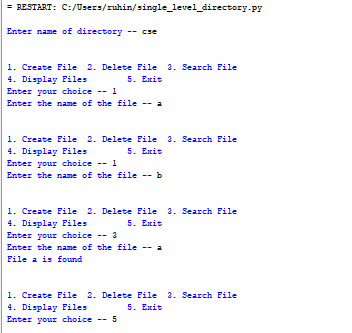 = RESTART: C:/Users/ruhin/single_level_directory.py
Enter name of directory -- cse
1. Create File  2. Delete File  3. Search File
4. Display Files        5. Exit
Enter your choice -- 1
Enter the name of the file -- a
1. Create File  2. Delete File  3. Search File
4. Display Files        5. Exit
Enter your choice -- 1
Enter the name of the file -- b
1. Create File  2. Delete File  3. Search File
4. Display Files        5. Exit
Enter your choice -- 3
Enter the name of the file -- a
File a is found
1. Create File  2. Delete File  3. Search File
4. Display Files        5. Exit
Enter your choice -- 5